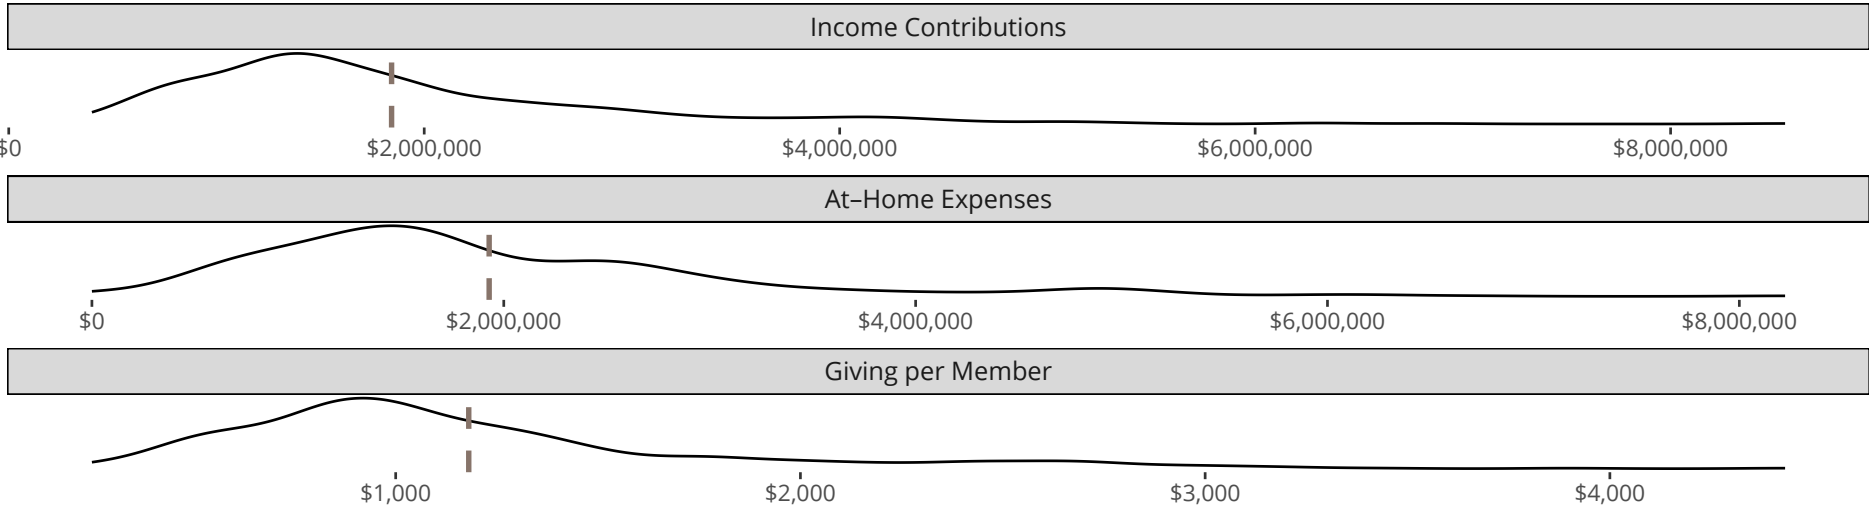 Income Contributions
$0 $2,000,000 $4,000,000 $6,000,000 $8,000,000
At–Home Expenses
$0 $2,000,000 $4,000,000 $6,000,000 $8,000,000
Giving per Member
$1,000 $2,000 $3,000 $4,000